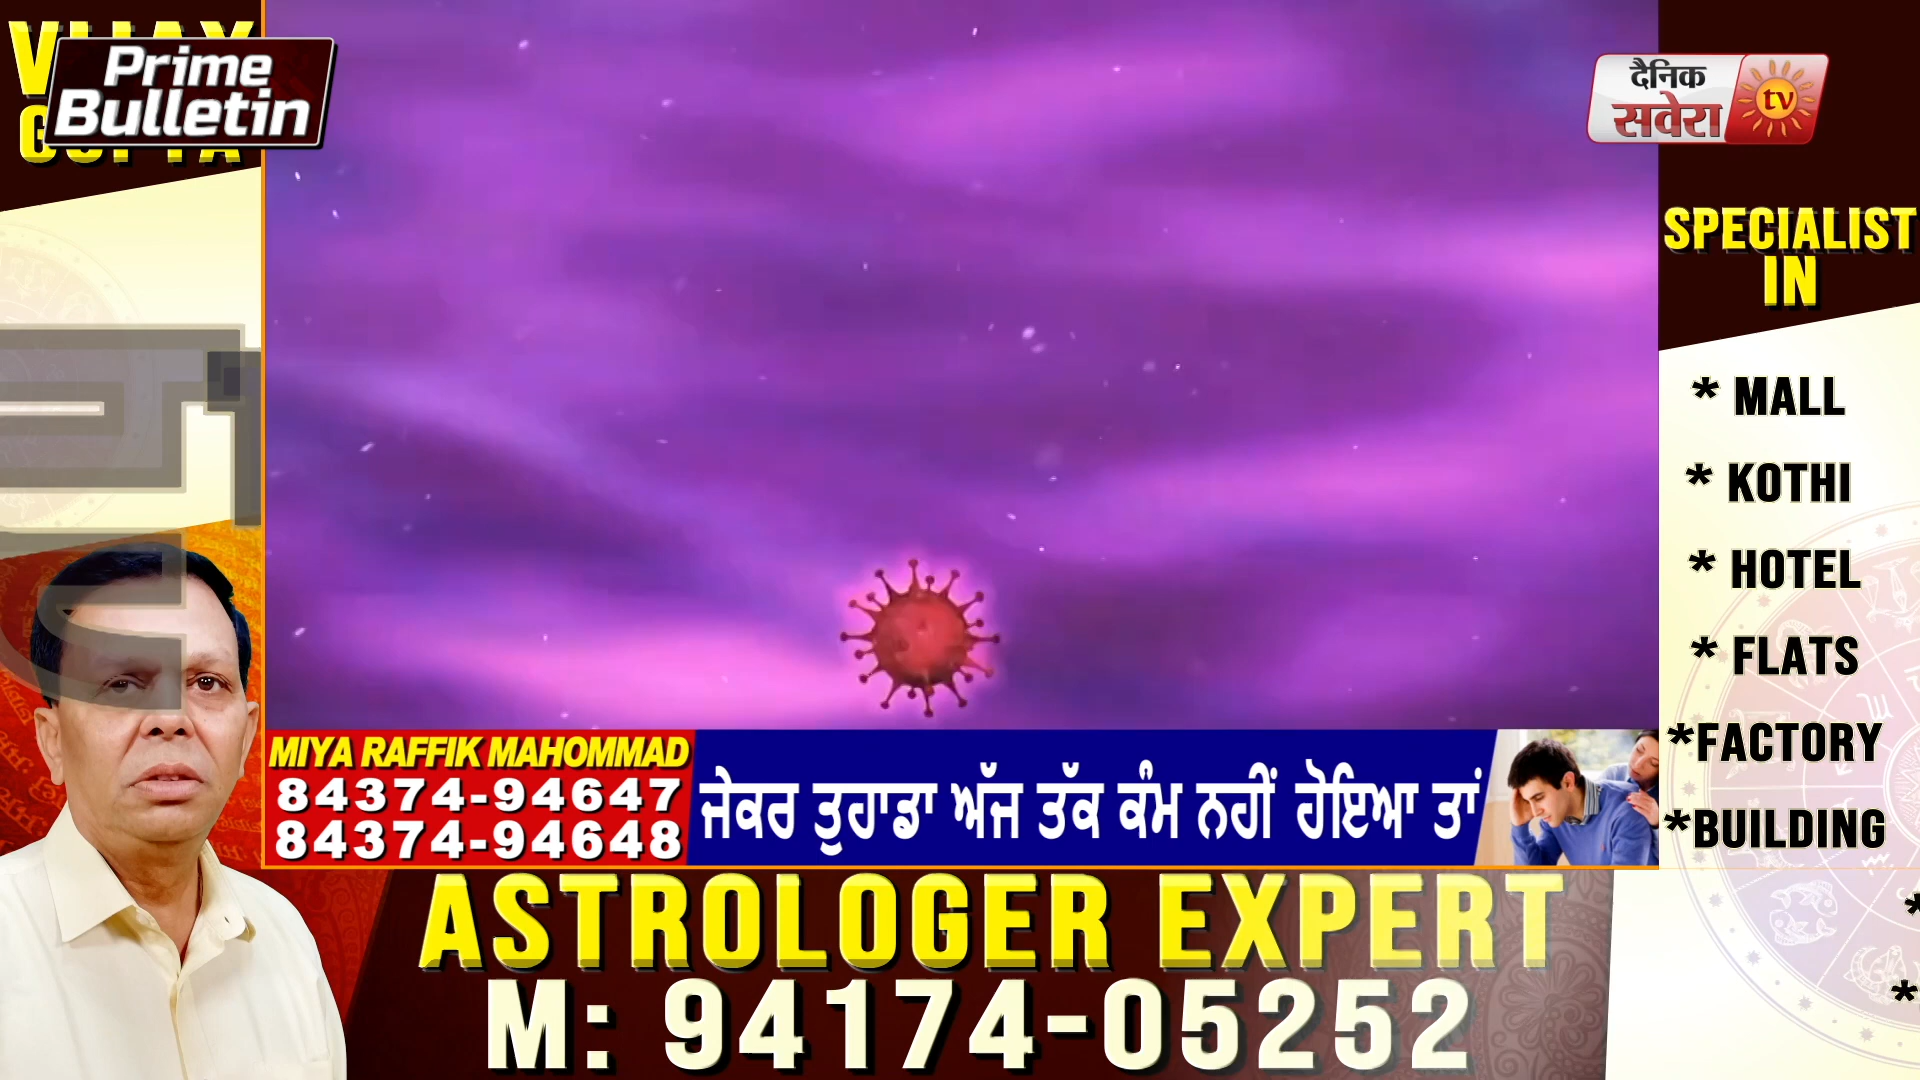 Prime
Bulletin
दैनिक
सवेरा
tv
SPECIALIST
IN
* MALL
* KOTHI
* HOTEL
* FLATS
*FACTORY
*BUILDING
*
*
MIYA RAFFIK MAHOMMAD
84374-94647
84374-94648
ਜੇਕਰ ਤੁਹਾਡਾ ਅੱਜ ਤੱਕ ਕੰਮ ਨਹੀਂ ਹੋਇਆ ਤਾਂ
ASTROLOGER EXPERT
M: 94174-05252